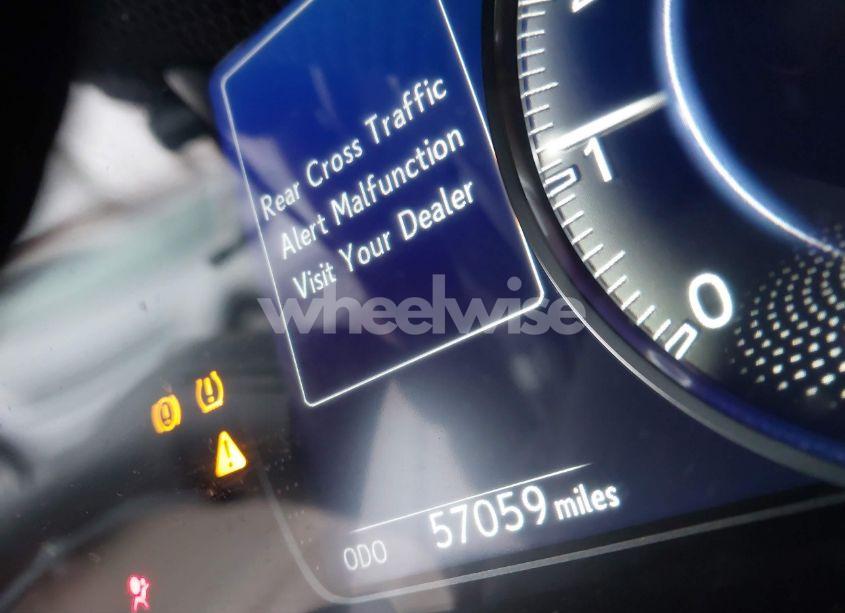 Rear Cross Traffic
Alert Malfunction
Visit Your Dealer
1
0
wheelwise
ODO 57059 miles